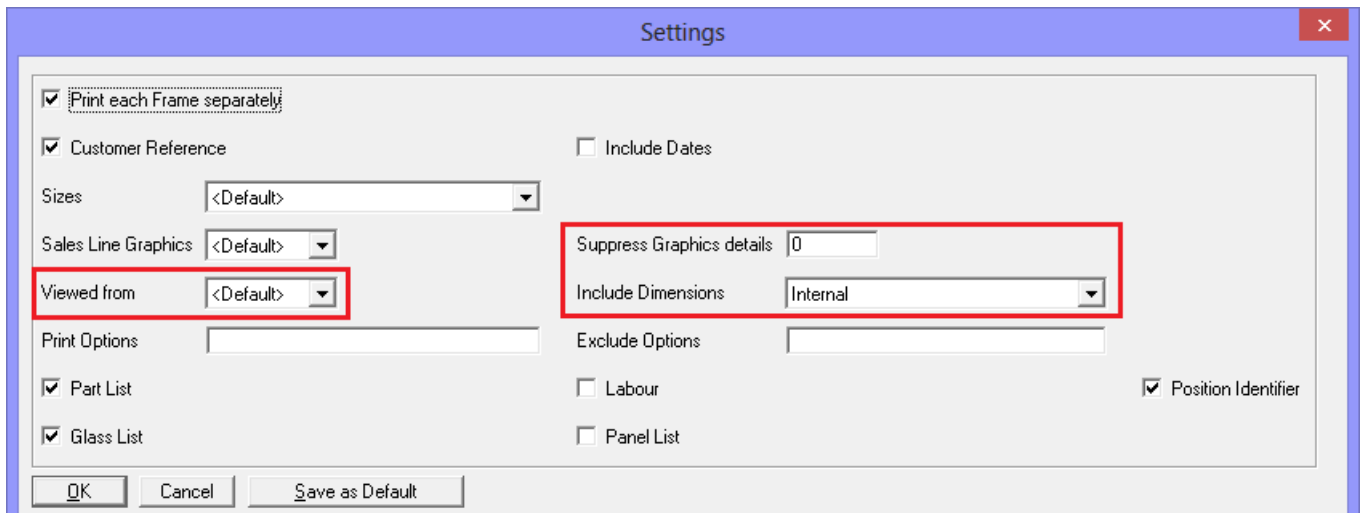 Settings
Print each Frame separately
Customer Reference Include Dates
Sizes <Default>
Sales Line Graphics <Default> Suppress Graphics details 0
Viewed from <Default> Include Dimensions Internal
Print Options Exclude Options
Part List Labour Position Identifier
Glass List Panel List
OK Cancel Save as Default